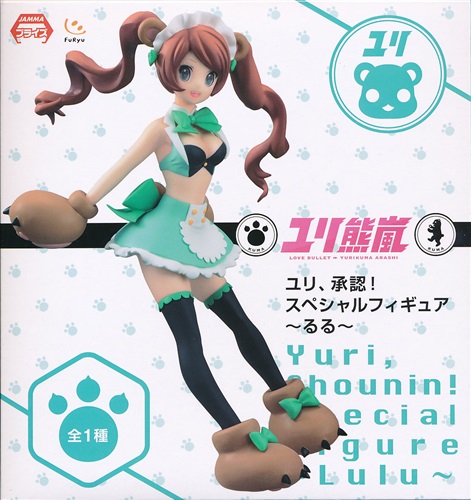 JAMMA
プライズ
FuRyu
ユリ
KUMA
ユリ熊嵐
LOVE BULLET ～ YURIKUMA ARASHI
KUMA
ユリ、承認!
スペシャルフィギュア
～るる～
Yuri,
Shounin!
ecial
igure
Lulu～
全1種